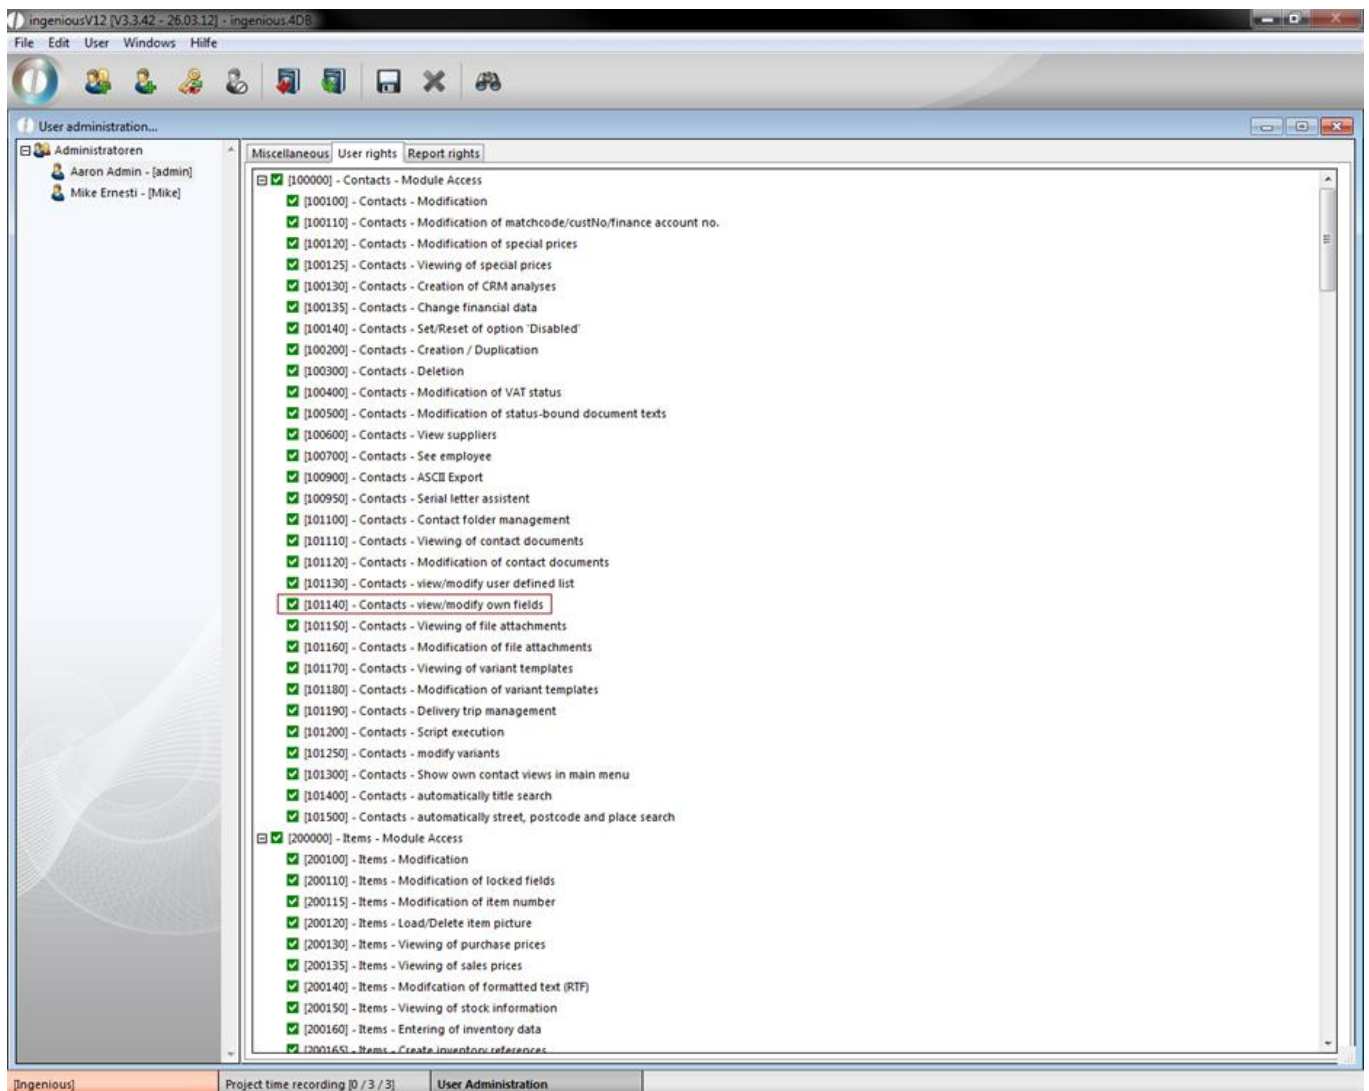 ingeniousV12 [V3.3.42 - 26.03.12] - ingenious.4DB
File Edit User Windows Hilfe
User administration...
Administratoren
Aaron Admin - [admin]
Mike Ernesti - [Mike]
Miscellaneous User rights Report rights
[100000] - Contacts - Module Access
[100100] - Contacts - Modification
[100110] - Contacts - Modification of matchcode/custNo/finance account no.
[100120] - Contacts - Modification of special prices
[100125] - Contacts - Viewing of special prices
[100130] - Contacts - Creation of CRM analyses
[100135] - Contacts - Change financial data
[100140] - Contacts - Set/Reset of option 'Disabled'
[100200] - Contacts - Creation / Duplication
[100300] - Contacts - Deletion
[100400] - Contacts - Modification of VAT status
[100500] - Contacts - Modification of status-bound document texts
[100600] - Contacts - View suppliers
[100700] - Contacts - See employee
[100900] - Contacts - ASCII Export
[100950] - Contacts - Serial letter assistent
[101100] - Contacts - Contact folder management
[101110] - Contacts - Viewing of contact documents
[101120] - Contacts - Modification of contact documents
[101130] - Contacts - view/modify user defined list
[101140] - Contacts - view/modify own fields
[101150] - Contacts - Viewing of file attachments
[101160] - Contacts - Modification of file attachments
[101170] - Contacts - Viewing of variant templates
[101180] - Contacts - Modification of variant templates
[101190] - Contacts - Delivery trip management
[101200] - Contacts - Script execution
[101250] - Contacts - modify variants
[101300] - Contacts - Show own contact views in main menu
[101400] - Contacts - automatically title search
[101500] - Contacts - automatically street, postcode and place search
[200000] - Items - Module Access
[200100] - Items - Modification
[200110] - Items - Modification of locked fields
[200115] - Items - Modification of item number
[200120] - Items - Load/Delete item picture
[200130] - Items - Viewing of purchase prices
[200135] - Items - Viewing of sales prices
[200140] - Items - Modifcation of formatted text (RTF)
[200150] - Items - Viewing of stock information
[200160] - Items - Entering of inventory data
[200165] - Items - Create inventory references
[Ingenious] Project time recording [0 / 3 / 3] User Administration